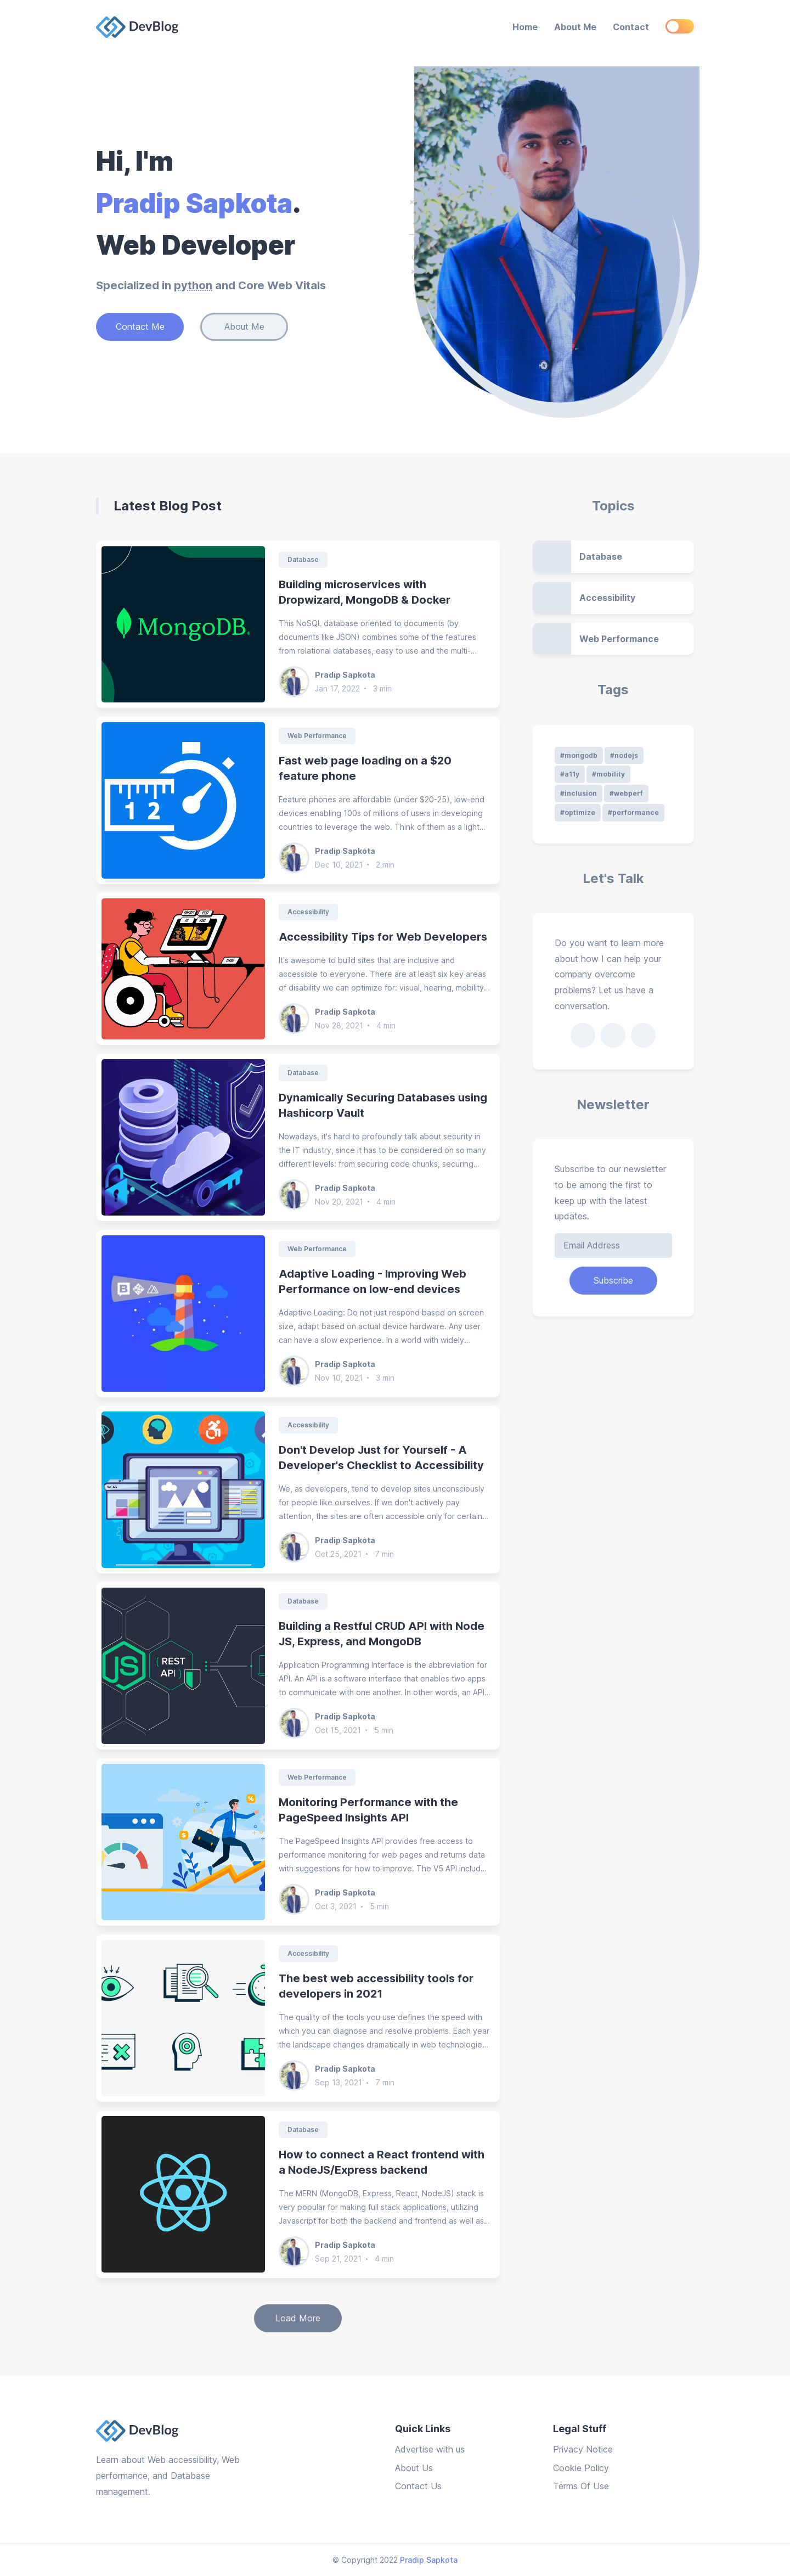 DevBlog
Home
About Me
Contact
Hi, I'm
Pradip Sapkota.
Web Developer
Specialized in python and Core Web Vitals
Contact Me
About Me
Latest Blog Post
MongoDB®
Database
Building microservices with
Dropwizard, MongoDB & Docker
This NoSQL database oriented to documents (by
documents like JSON) combines some of the features
from relational databases, easy to use and the multi-...
Pradip Sapkota
Jan 17, 2022 • 3 min
1 2
Web Performance
Fast web page loading on a $20
feature phone
Feature phones are affordable (under $20-25), low-end
devices enabling 100s of millions of users in developing
countries to leverage the web. Think of them as a light...
Pradip Sapkota
Dec 10, 2021 • 2 min
Accessibility
Accessibility Tips for Web Developers
It's awesome to build sites that are inclusive and
accessible to everyone. There are at least six key areas
of disability we can optimize for: visual, hearing, mobility...
Pradip Sapkota
Nov 28, 2021 • 4 min
Database
Dynamically Securing Databases using
Hashicorp Vault
Nowadays, it's hard to profoundly talk about security in
the IT industry, since it has to be considered on so many
different levels: from securing code chunks, securing...
Pradip Sapkota
Nov 20, 2021 • 4 min
Web Performance
Adaptive Loading - Improving Web
Performance on low-end devices
Adaptive Loading: Do not just respond based on screen
size, adapt based on actual device hardware. Any user
can have a slow experience. In a world with widely...
Pradip Sapkota
Nov 10, 2021 • 3 min
WCAG
Accessibility
Don't Develop Just for Yourself - A
Developer's Checklist to Accessibility
We, as developers, tend to develop sites unconsciously
for people like ourselves. If we don't actively pay
attention, the sites are often accessible only for certain...
Pradip Sapkota
Oct 25, 2021 • 7 min
JS
{ REST
API }
Database
Building a Restful CRUD API with Node
JS, Express, and MongoDB
Application Programming Interface is the abbreviation for
API. An API is a software interface that enables two apps
to communicate with one another. In other words, an API...
Pradip Sapkota
Oct 15, 2021 • 5 min
%
$
Web Performance
Monitoring Performance with the
PageSpeed Insights API
The PageSpeed Insights API provides free access to
performance monitoring for web pages and returns data
with suggestions for how to improve. The V5 API includ...
Pradip Sapkota
Oct 3, 2021 • 5 min
Accessibility
The best web accessibility tools for
developers in 2021
The quality of the tools you use defines the speed with
which you can diagnose and resolve problems. Each year
the landscape changes dramatically in web technologie...
Pradip Sapkota
Sep 13, 2021 • 7 min
Database
How to connect a React frontend with
a NodeJS/Express backend
The MERN (MongoDB, Express, React, NodeJS) stack is
very popular for making full stack applications, utilizing
Javascript for both the backend and frontend as well as...
Pradip Sapkota
Sep 21, 2021 • 4 min
Load More
Topics
Database
Accessibility
Web Performance
Tags
#mongodb #nodejs
#a11y #mobility
#inclusion #webperf
#optimize #performance
Let's Talk
Do you want to learn more
about how I can help your
company overcome
problems? Let us have a
conversation.
Newsletter
Subscribe to our newsletter
to be among the first to
keep up with the latest
updates.
Email Address
Subscribe
DevBlog
Learn about Web accessibility, Web
performance, and Database
management.
Quick Links
Advertise with us
About Us
Contact Us
Legal Stuff
Privacy Notice
Cookie Policy
Terms Of Use
© Copyright 2022 Pradip Sapkota